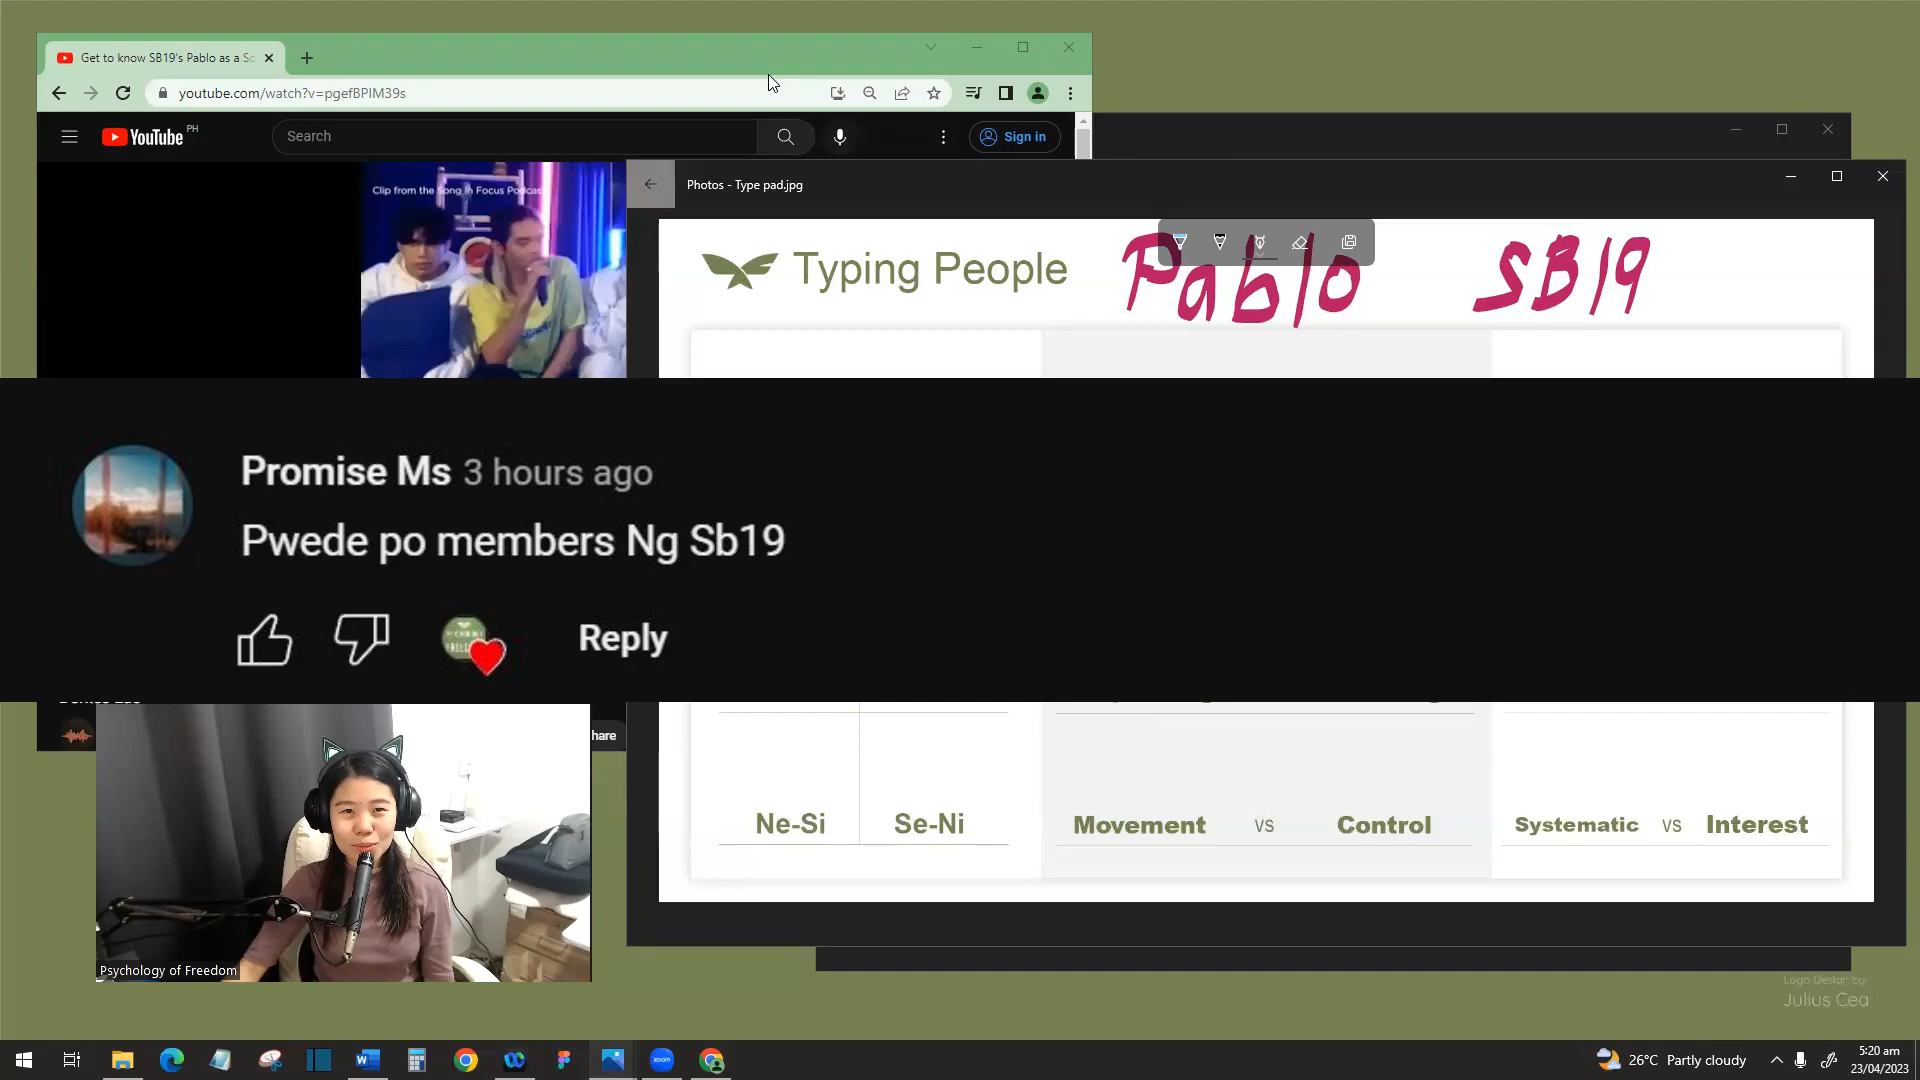 Get to know SB19's Pablo as a So
youtube.com/watch?v=pgefBPIM39s
YouTube PH
Search
Sign in
Clip from the Song in Focus Podcas
Photos - Type pad.jpg
Typing People
Pablo SB19
Promise Ms 3 hours ago
Pwede po members Ng Sb19
Reply
hare
Ne-Si Se-Ni Movement vs Control Systematic vs Interest
Psychology of Freedom
Logo Design by:
Julius Cea
26°C Partly cloudy
5:20 am
23/04/2023